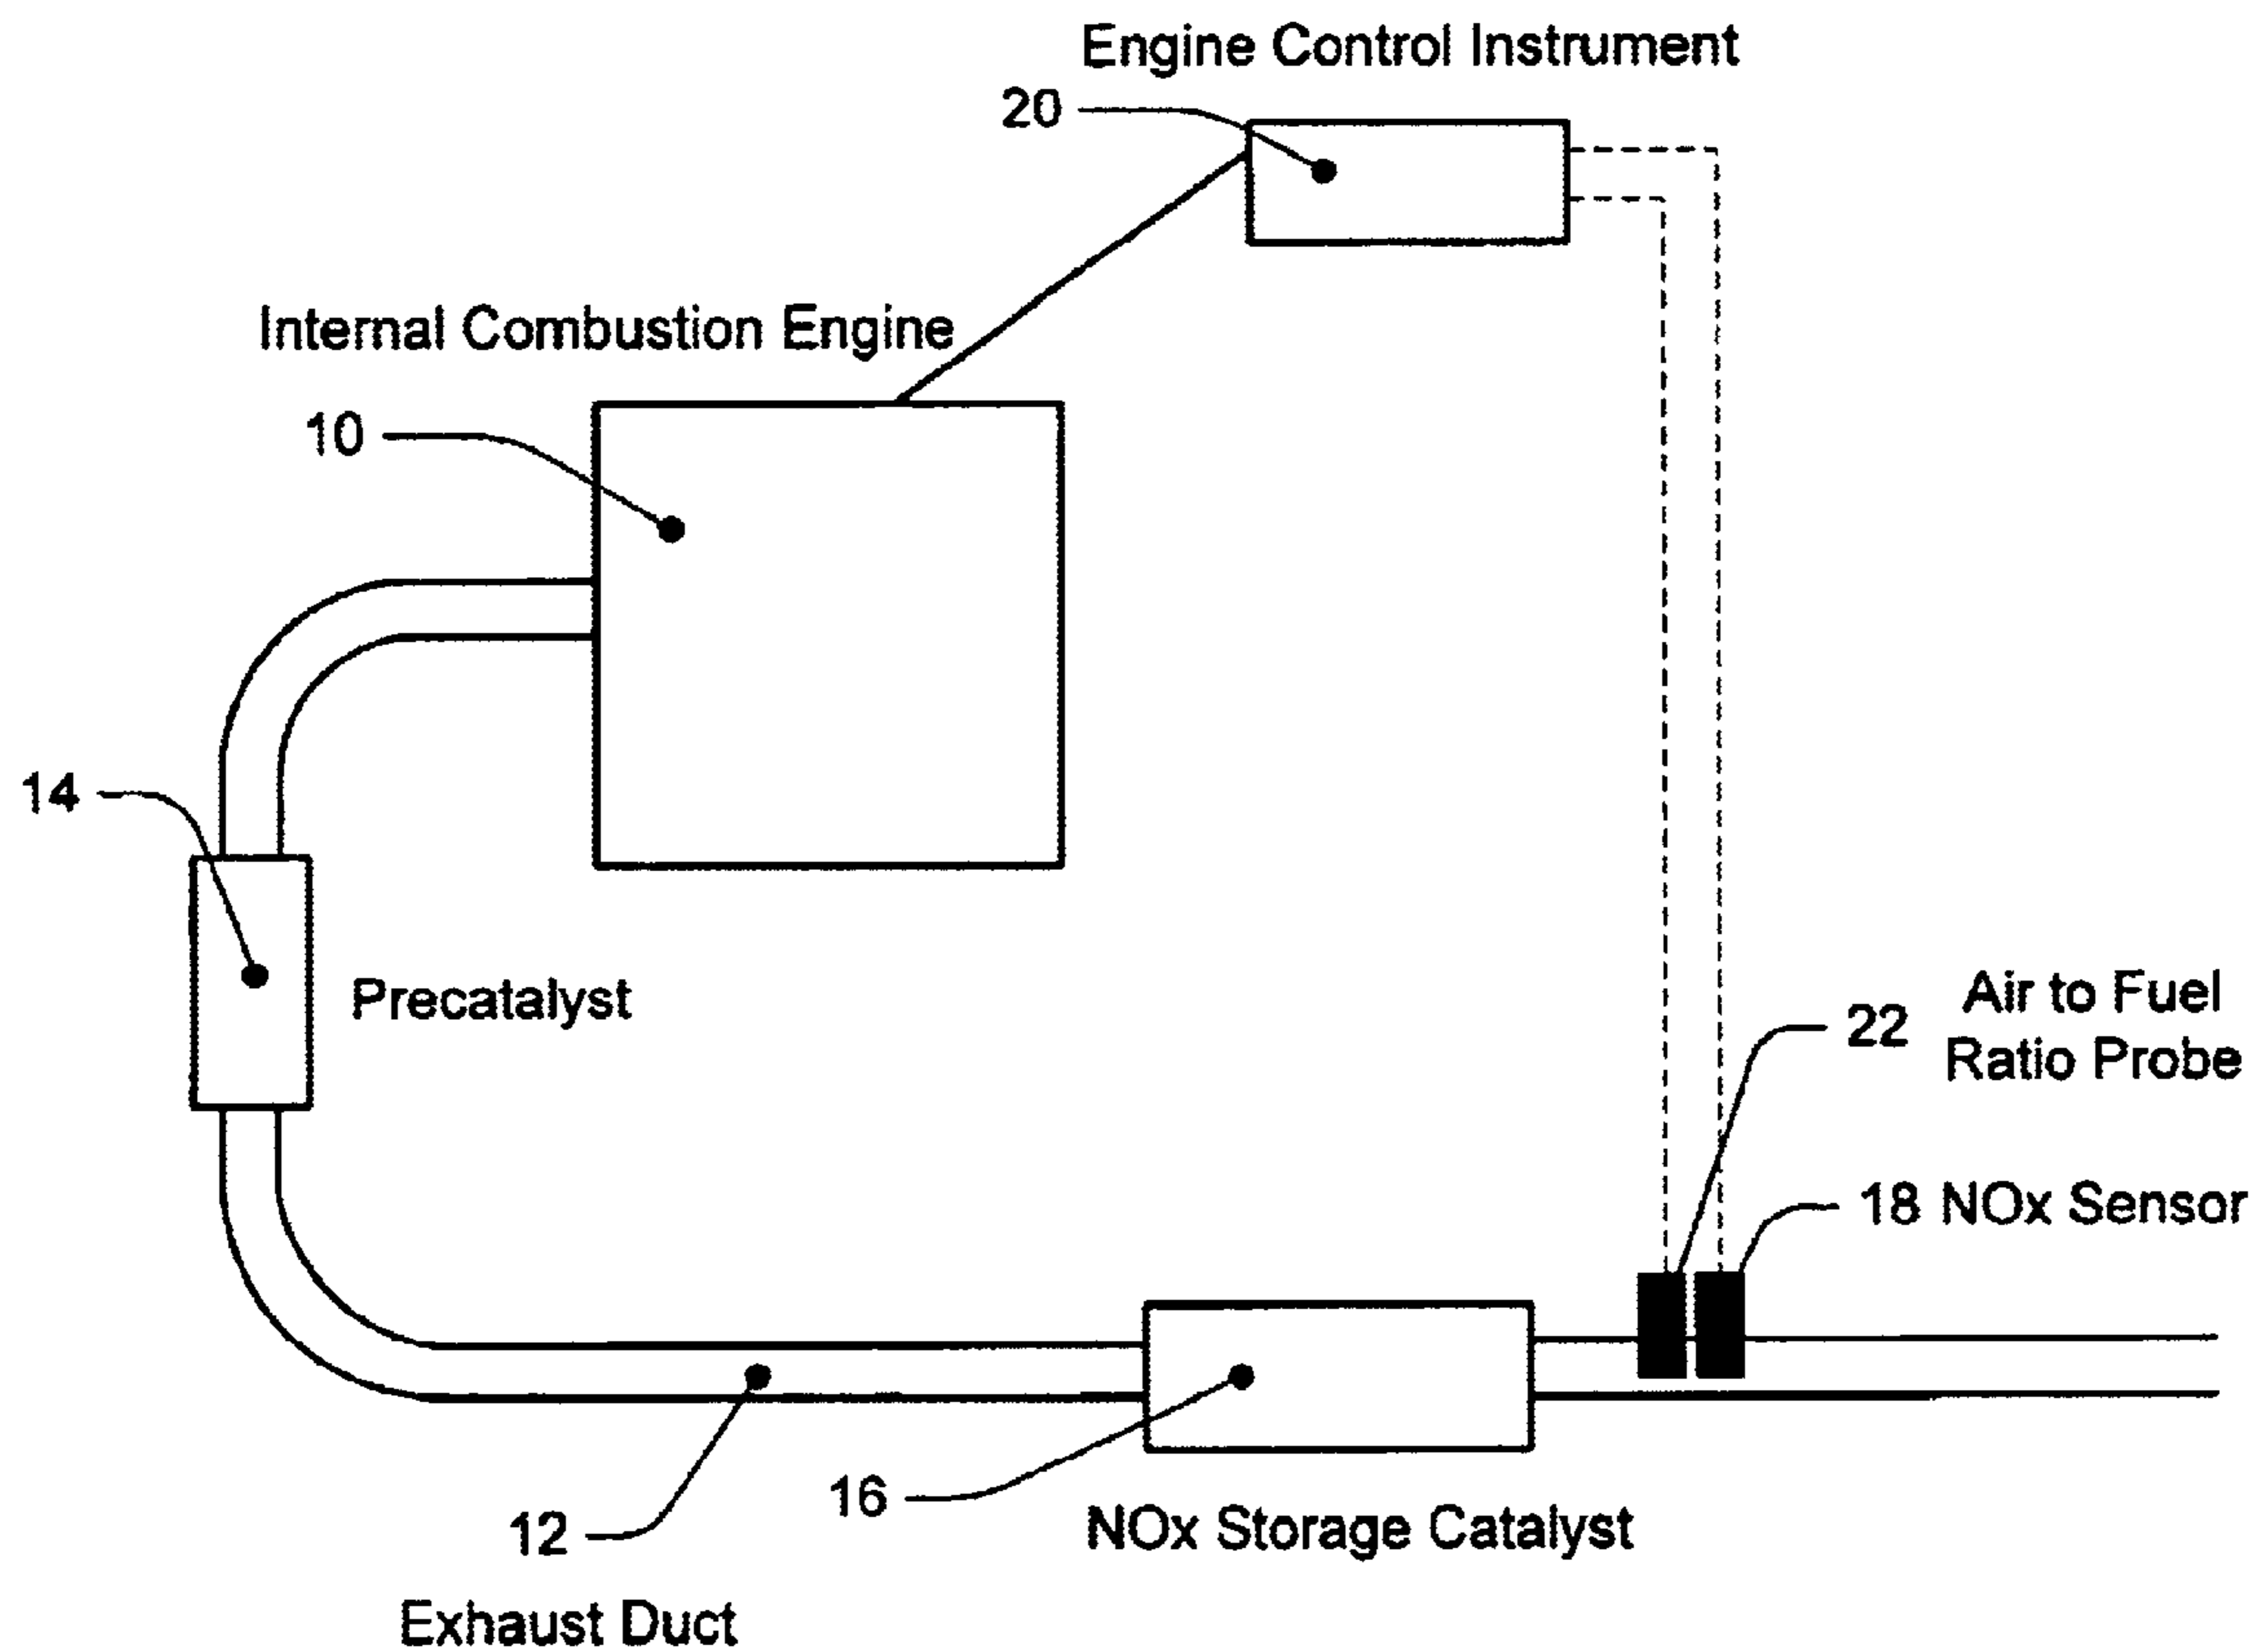 Engine Control Instrument
20
Internal Combustion Engine
10
14
Precatalyst
22
Air to Fuel
Ratio Probe
18 NOx Sensor
16
12
NOx Storage Catalyst
Exhaust Duct